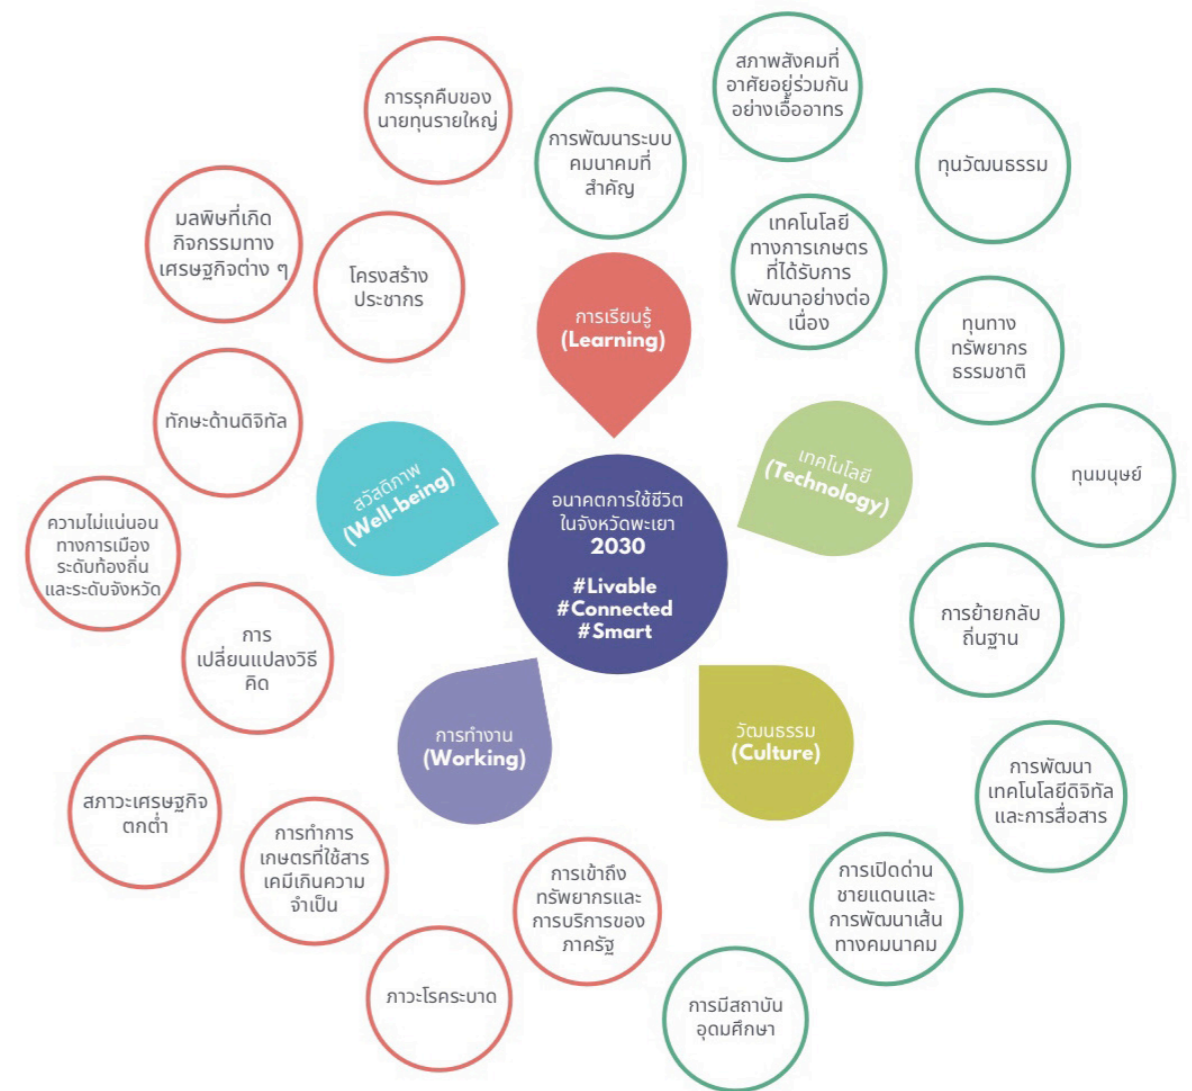 การรุกคืบของ
นายทุนรายใหญ่
การพัฒนาระบบ
คมนาคมที่
สำคัญ
สภาพสังคมที่
อาศัยอยู่ร่วมกัน
อย่างเอื้ออาทร
ทุนวัฒนธรรม
มลพิษที่เกิด
กิจกรรมทาง
เศรษฐกิจต่าง ๆ
โครงสร้าง
ประชากร
เทคโนโลยี
ทางการเกษตร
ที่ได้รับการ
พัฒนาอย่างต่อ
เนื่อง
การเรียนรู้
(Learning)
ทุนทาง
ทรัพยากร
ธรรมชาติ
ทักษะด้านดิจิทัล
สวัสดิภาพ
(Well-being)
เทคโนโลยี
(Technology)
ทุนมนุษย์
อนาคตการใช้ชีวิต
ในจังหวัดพะเยา
2030
#Livable
#Connected
#Smart
ความไม่แน่นอน
ทางการเมือง
ระดับท้องถิ่น
และระดับจังหวัด
การ
เปลี่ยนแปลงวิธี
คิด
การย้ายกลับ
ถิ่นฐาน
การทำงาน
(Working)
วัฒนธรรม
(Culture)
สภาวะเศรษฐกิจ
ตกต่ำ
การทำการ
เกษตรที่ใช้สาร
เคมีเกินความ
จำเป็น
การพัฒนา
เทคโนโลยีดิจิทัล
และการสื่อสาร
การเข้าถึง
ทรัพยากรและ
การบริการของ
ภาครัฐ
การเปิดด่าน
ชายแดนและ
การพัฒนาเส้น
ทางคมนาคม
ภาวะโรคระบาด
การมีสถาบัน
อุดมศึกษา